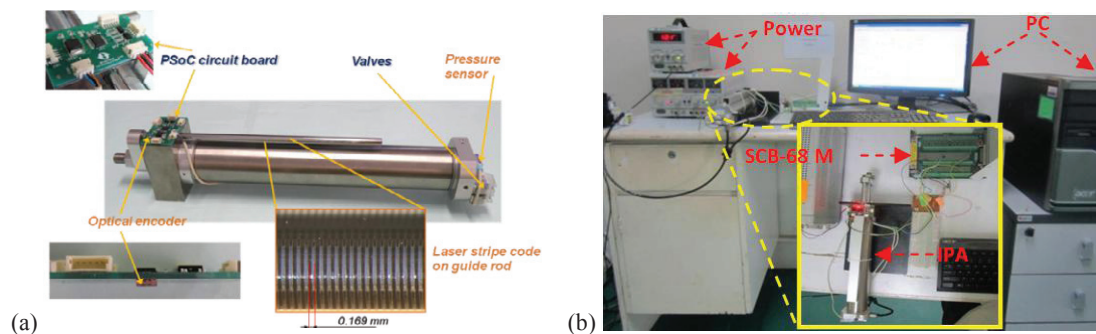 PSoC circuit board
Valves
Pressure
sensor
Optical encoder
Laser stripe code
on guide rod
0.169 mm
(a)
Power
PC
SCB-68 M
IPA
(b)